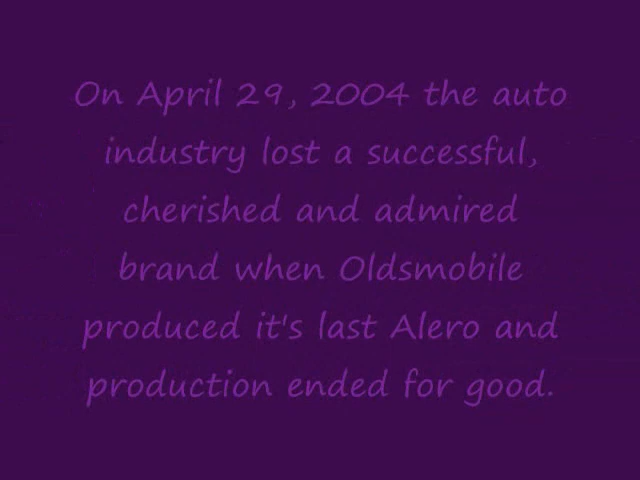 On April 29, 2004 the auto
industry lost a successful,
cherished and admired
brand when Oldsmobile
produced it's last Alero and
production ended for good.